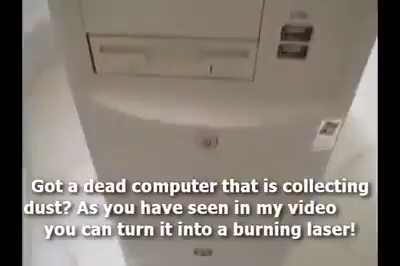 Got a dead computer that is collecting
dust? As you have seen in my video
you can turn it into a burning laser!